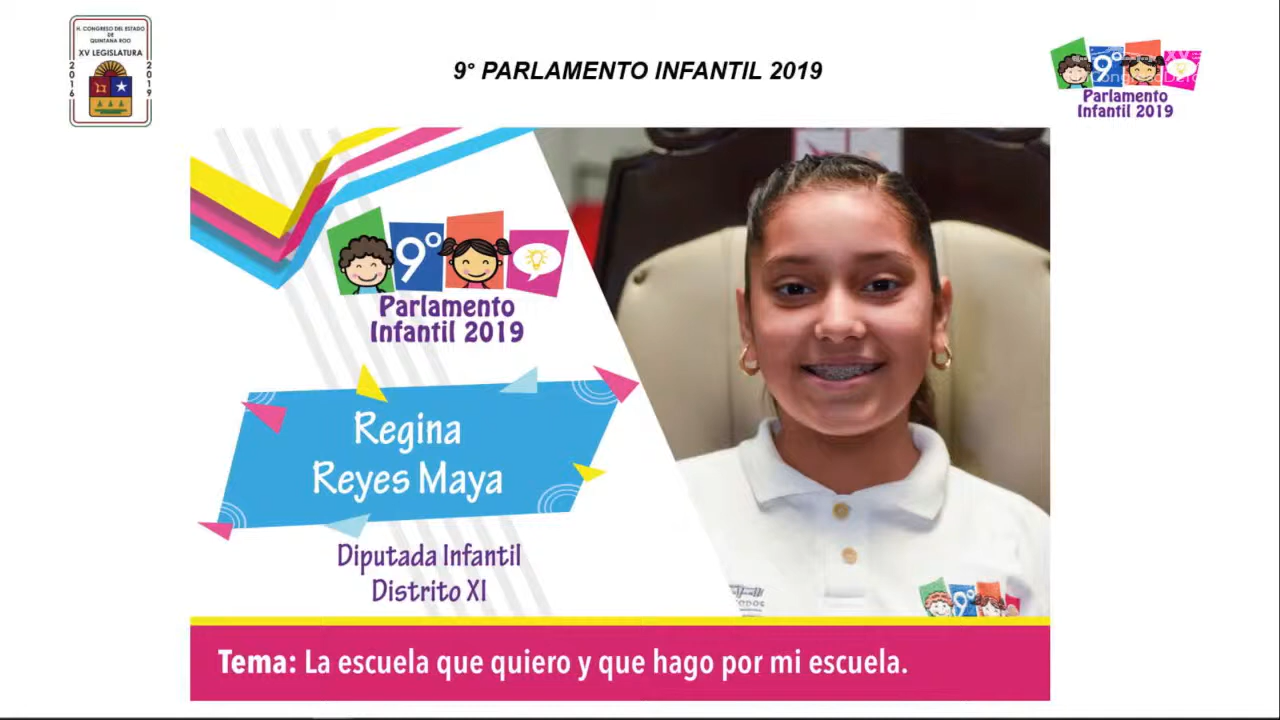 H. CONGRESO DEL ESTADO
DE
QUINTANA ROO
XV LEGISLATURA
2016
2019
9° PARLAMENTO INFANTIL 2019
9°
Parlamento
Infantil 2019
9°
Parlamento
Infantil 2019
Regina
Reyes Maya
Diputada Infantil
Distrito XI
9°
Tema: La escuela que quiero y que hago por mi escuela.